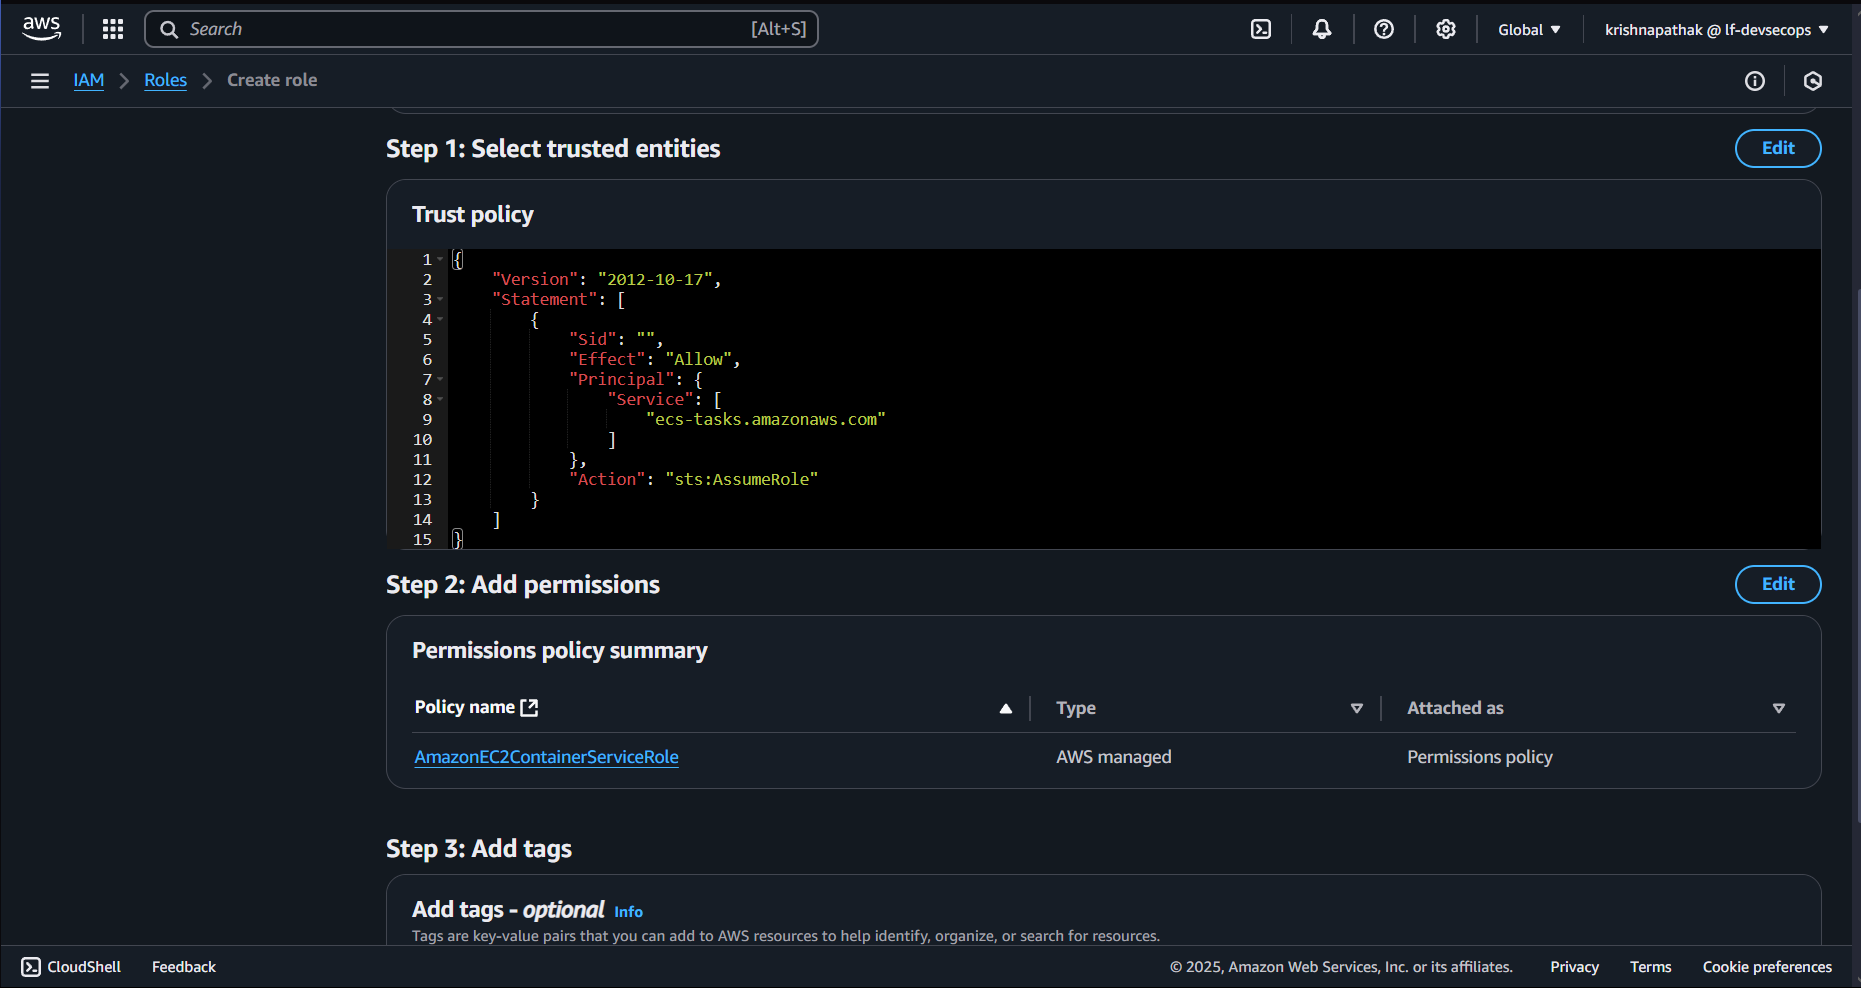 aws
Search [Alt+S]
Global
krishnapathak @ lf-devsecops
IAM
Roles
Create role
Step 1: Select trusted entities
Edit
Trust policy
1 {
2 "Version": "2012-10-17",
3 "Statement": [
4 {
5 "Sid": "",
6 "Effect": "Allow",
7 "Principal": {
8 "Service": [
9 "ecs-tasks.amazonaws.com"
10 ]
11 },
12 "Action": "sts:AssumeRole"
13 }
14 ]
15 }
Step 2: Add permissions
Edit
Permissions policy summary
Policy name
Type
Attached as
AmazonEC2ContainerServiceRole
AWS managed
Permissions policy
Step 3: Add tags
Add tags - optional Info
Tags are key-value pairs that you can add to AWS resources to help identify, organize, or search for resources.
CloudShell
Feedback
© 2025, Amazon Web Services, Inc. or its affiliates.
Privacy
Terms
Cookie preferences